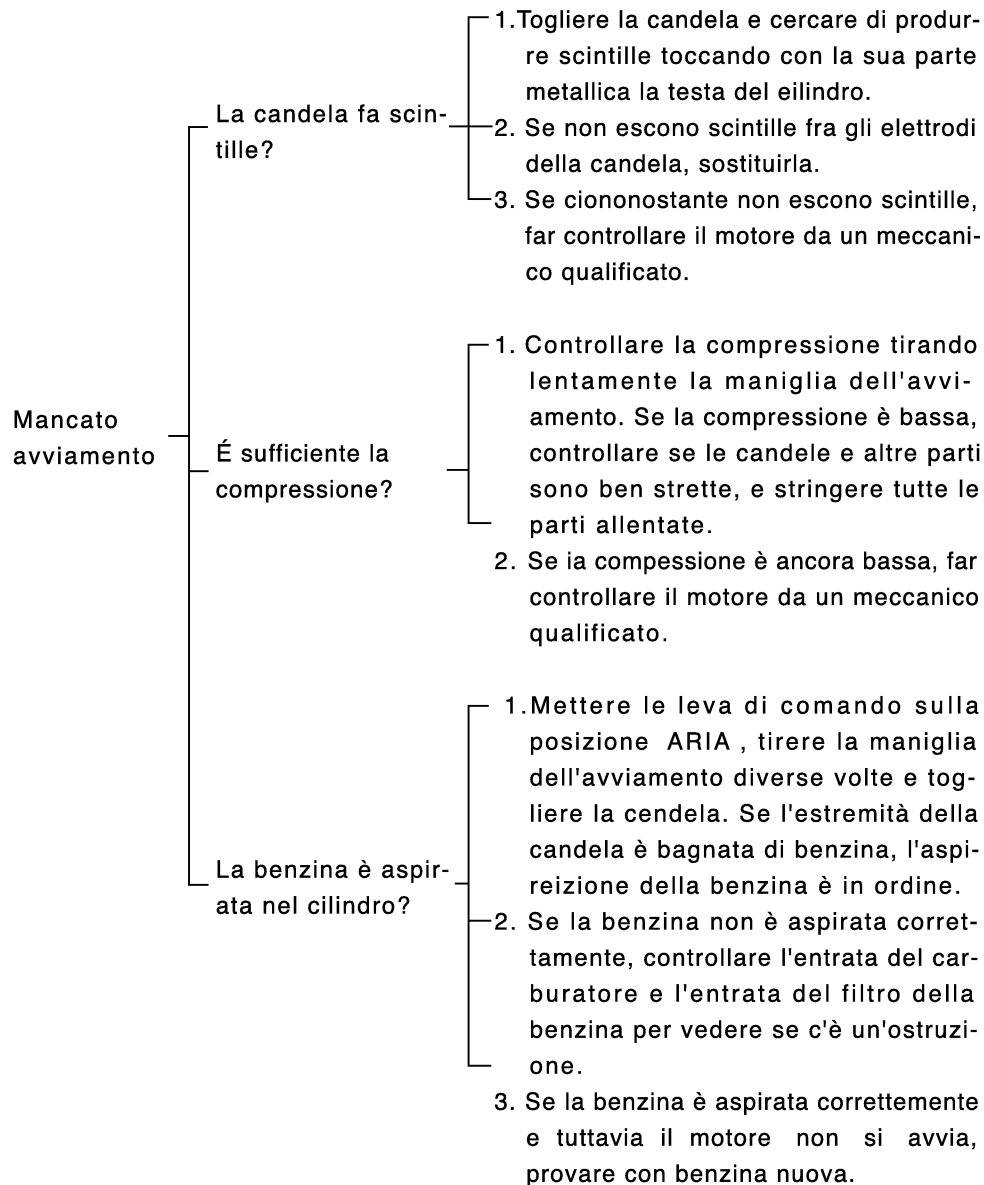 Mancato
avviamento
La candela fa scin-
tille?
1.Togliere la candela e cercare di produr-
re scintille toccando con la sua parte
metallica la testa del eilindro.
2. Se non escono scintille fra gli elettrodi
della candela, sostituirla.
3. Se ciononostante non escono scintille,
far controllare il motore da un meccani-
co qualificato.
É sufficiente la
compressione?
1. Controllare la compressione tirando
lentamente la maniglia dell'avvi-
amento. Se la compressione è bassa,
controllare se le candele e altre parti
sono ben strette, e stringere tutte le
parti allentate.
2. Se ia compessione è ancora bassa, far
controllare il motore da un meccanico
qualificato.
La benzina è aspir-
ata nel cilindro?
1.Mettere le leva di comando sulla
posizione ARIA , tirere la maniglia
dell'avviamento diverse volte e tog-
liere la cendela. Se l'estremità della
candela è bagnata di benzina, l'aspi-
reizione della benzina è in ordine.
2. Se la benzina non è aspirata corret-
tamente, controllare l'entrata del car-
buratore e l'entrata del filtro della
benzina per vedere se c'è un'ostruzi-
one.
3. Se la benzina è aspirata correttemente
e tuttavia il motore non si avvia,
provare con benzina nuova.